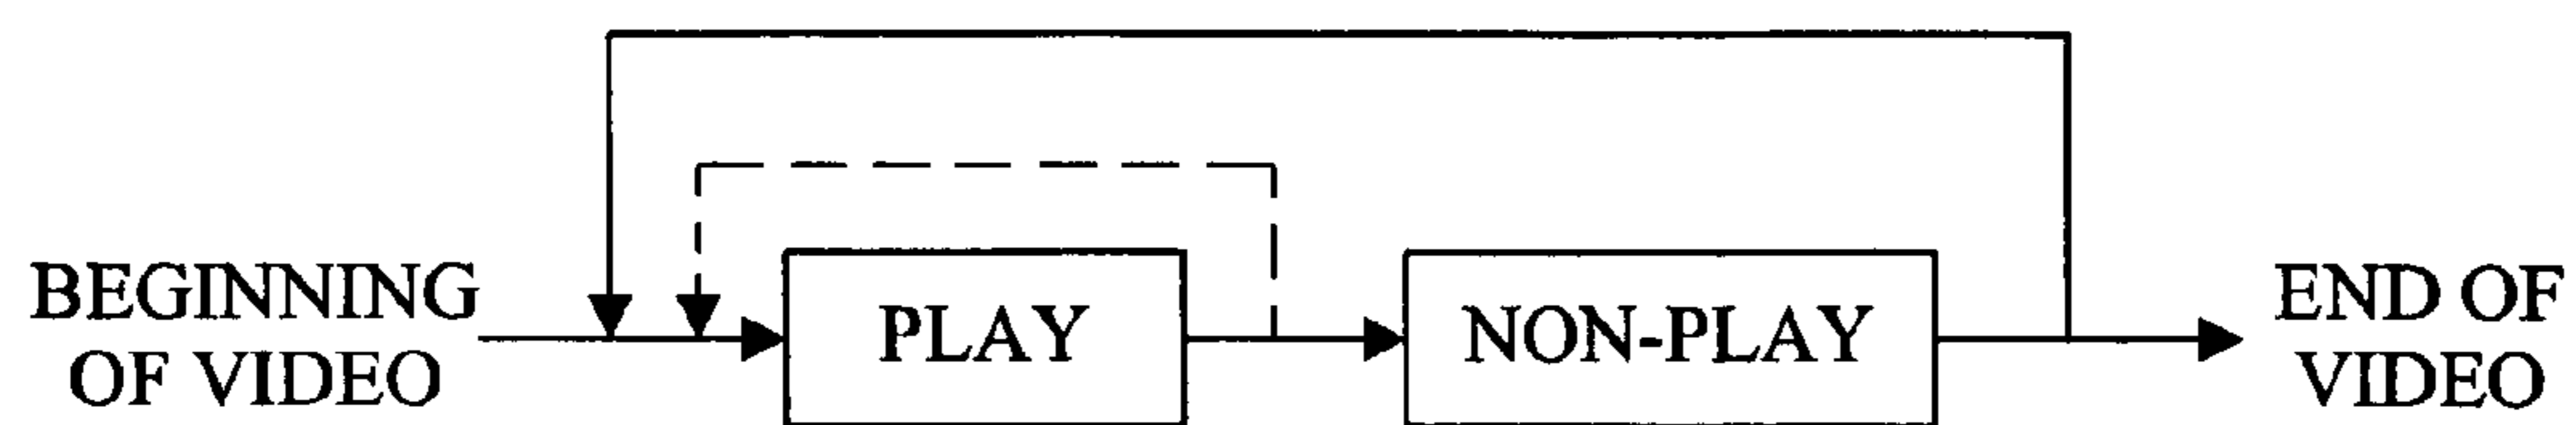 BEGINNING
OF VIDEO
PLAY
NON-PLAY
END OF
VIDEO